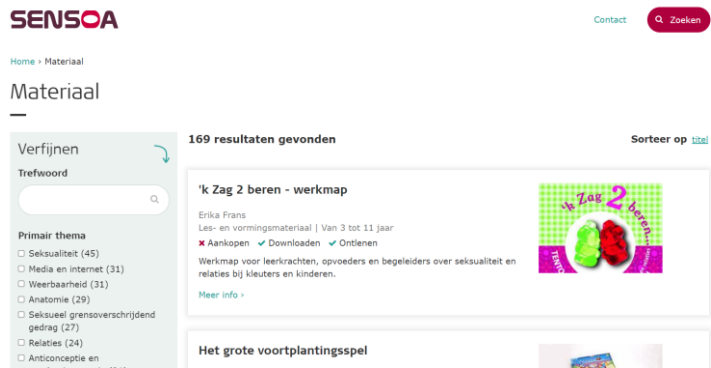 SENSOA
Contact
Zoeken
Home › Materiaal
Materiaal
Verfijnen
Trefwoord
Primair thema
Seksualiteit (45)
Media en internet (31)
Weerbaarheid (31)
Anatomie (29)
Seksueel grensoverschrijdend
gedrag (27)
Relaties (24)
Anticonceptie en
169 resultaten gevonden
Sorteer op titel
'k Zag 2 beren - werkmap
Erika Frans
Les- en vormingsmateriaal | Van 3 tot 11 jaar
Aankopen Downloaden Ontlenen
Werkmap voor leerkrachten, opvoeders en begeleiders over seksualiteit en
relaties bij kleuters en kinderen.
Meer info ›
'k Zag 2 beren...
Het grote voortplantingsspel